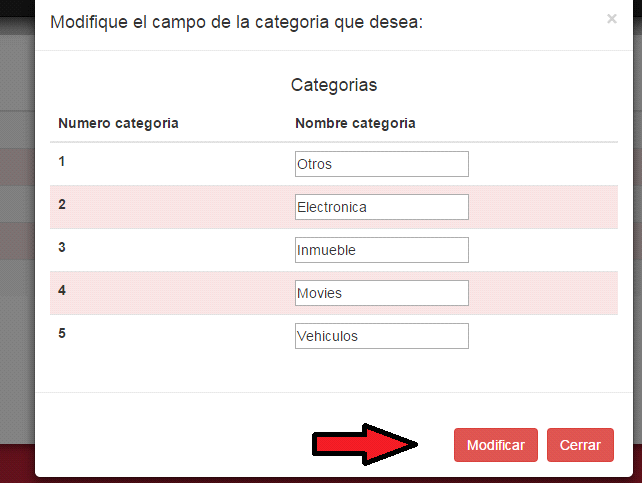 Modifique el campo de la categoria que desea: ×
Categorias
Numero categoria Nombre categoria
1 Otros
2 Electronica
3 Inmueble
4 Movies
5 Vehiculos
Modificar Cerrar